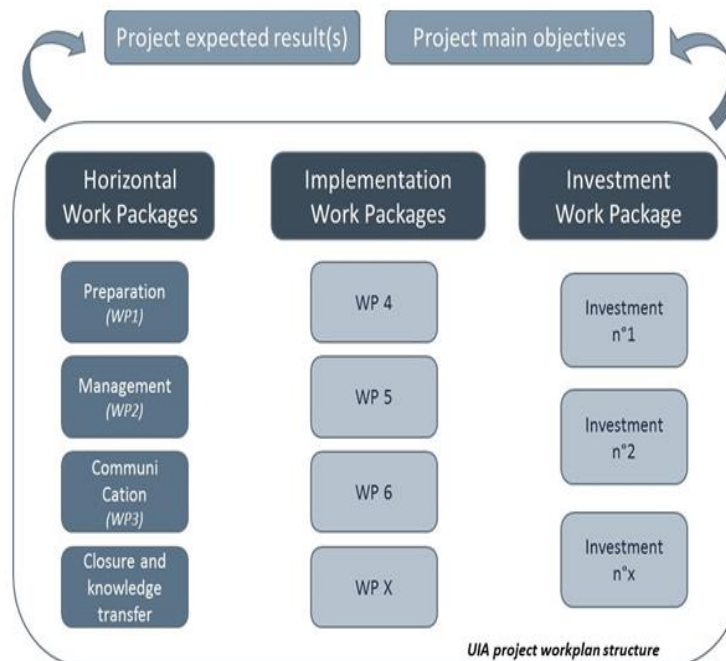 Project expected result(s)
Project main objectives
Horizontal
Work Packages
Implementation
Work Packages
Investment
Work Package
Preparation
(WP1)
Management
(WP2)
Communi
Cation
(WP3)
Closure and
knowledge
transfer
WP 4
WP 5
WP 6
WP X
Investment
n°1
Investment
n°2
Investment
n°x
UIA project workplan structure